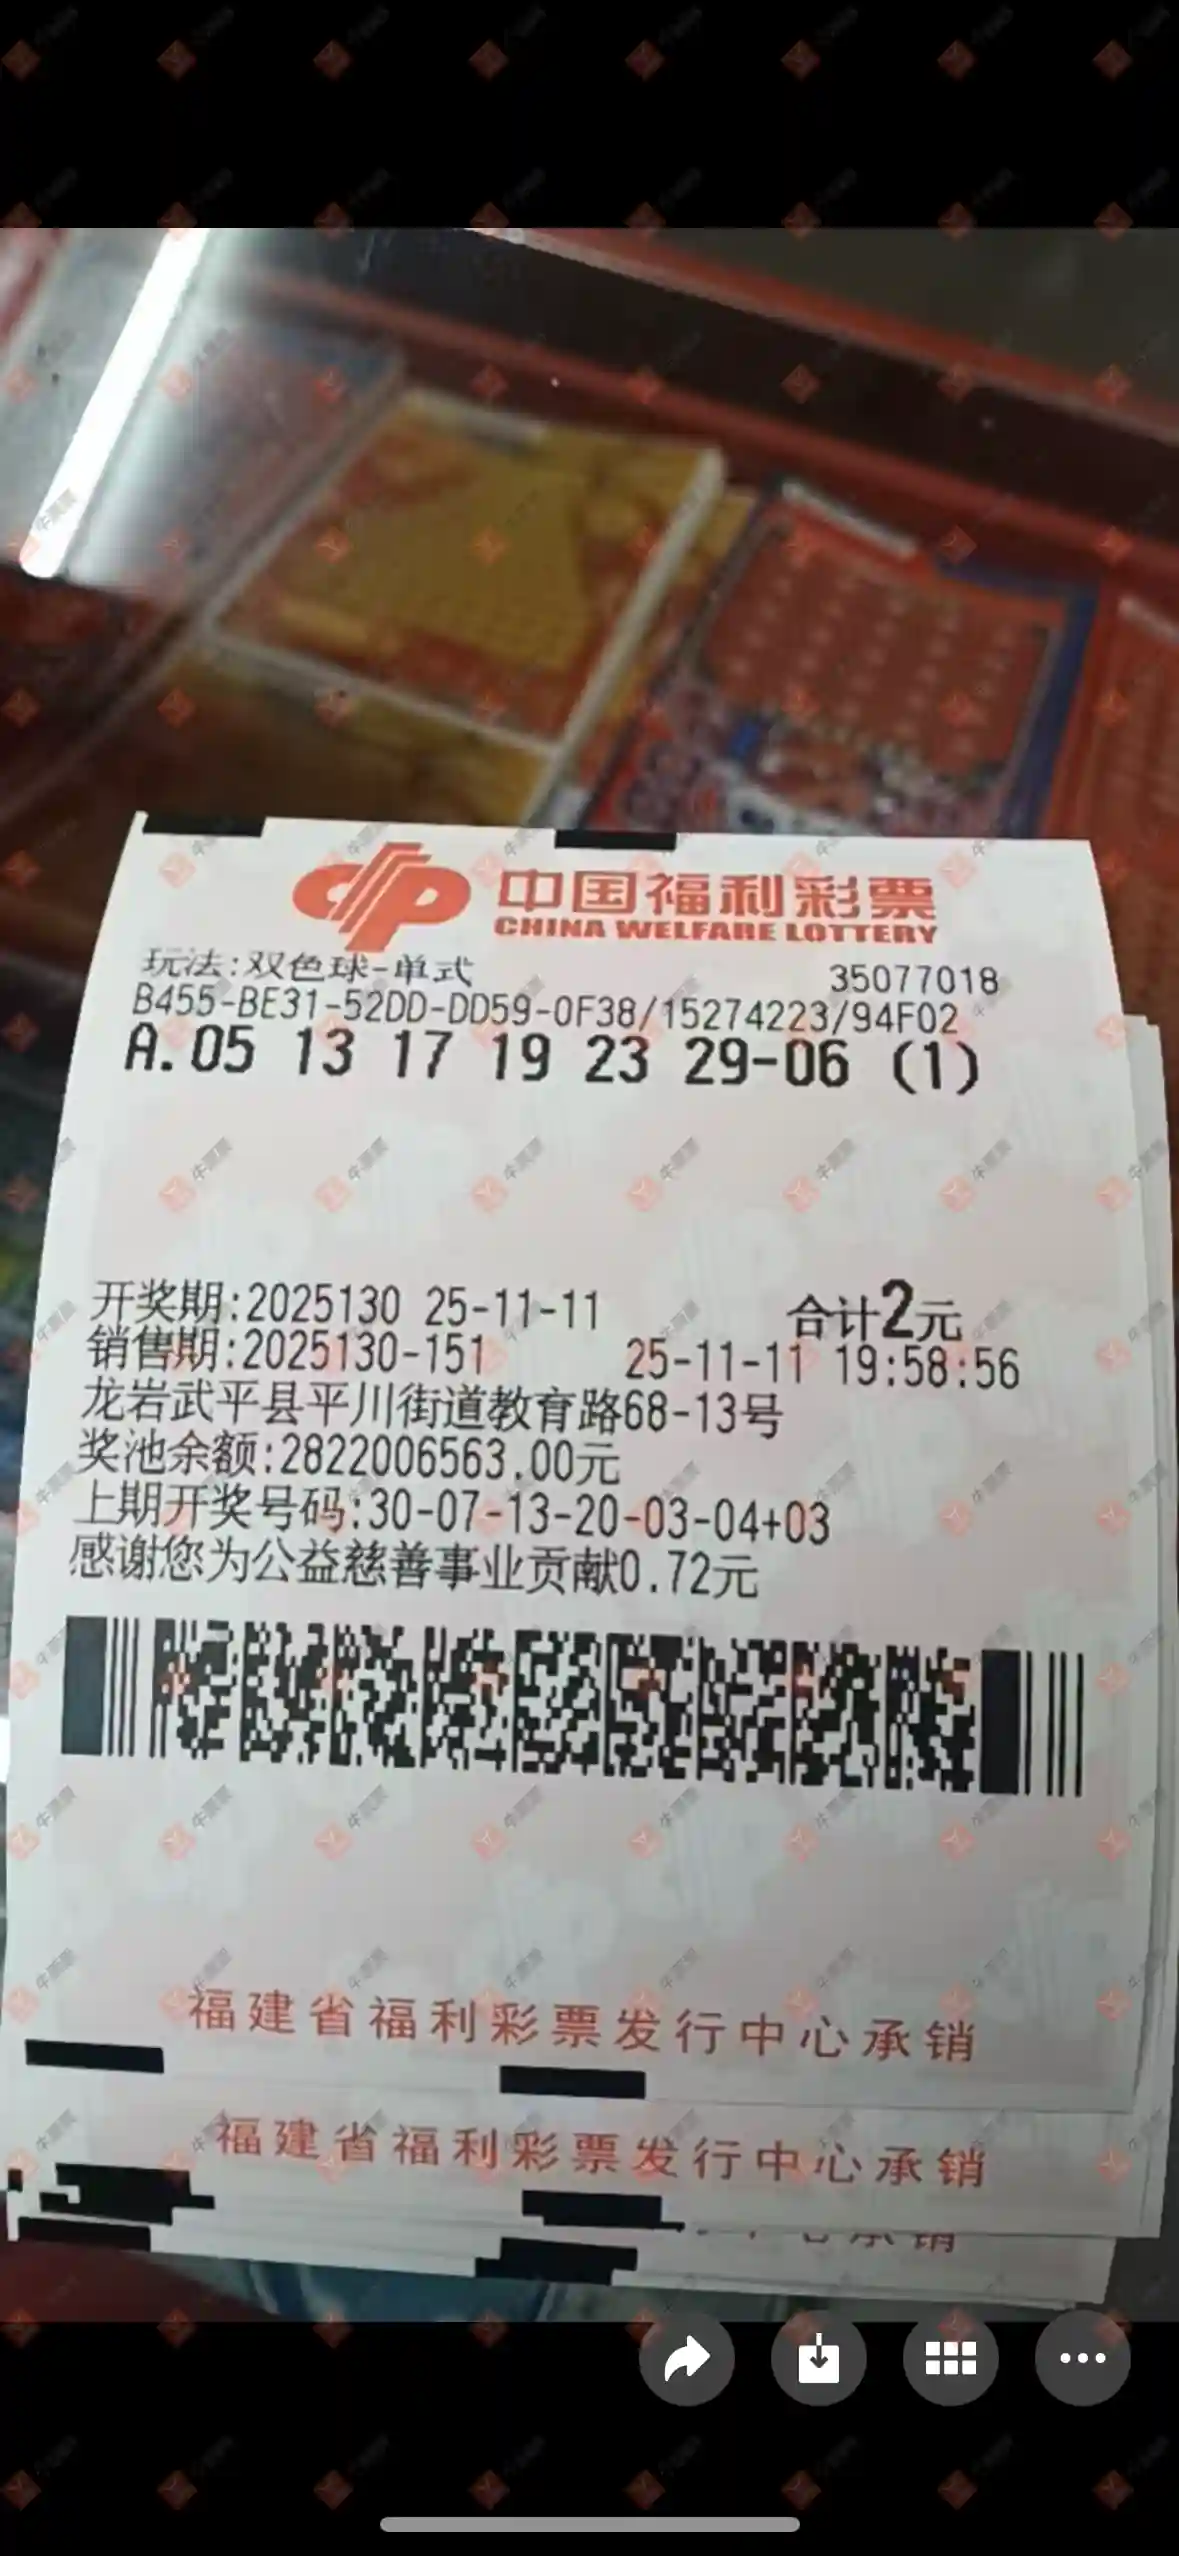 中国福利彩票
CHINA WELFARE LOTTERY
玩法:双色球-单式 35077018
B455-BE31-52DD-DD59-0F38/15274223/94F02
A.05 13 17 19 23 29-06 (1)
开奖期:2025130 25-11-11 合计2元
销售期:2025130-151 25-11-11 19:58:56
龙岩武平县平川街道教育路68-13号
奖池余额:2822006563.00元
上期开奖号码:30-07-13-20-03-04+03
感谢您为公益慈善事业贡献0.72元
福建省福利彩票发行中心承销
福建省福利彩票发行中心承销
心承销